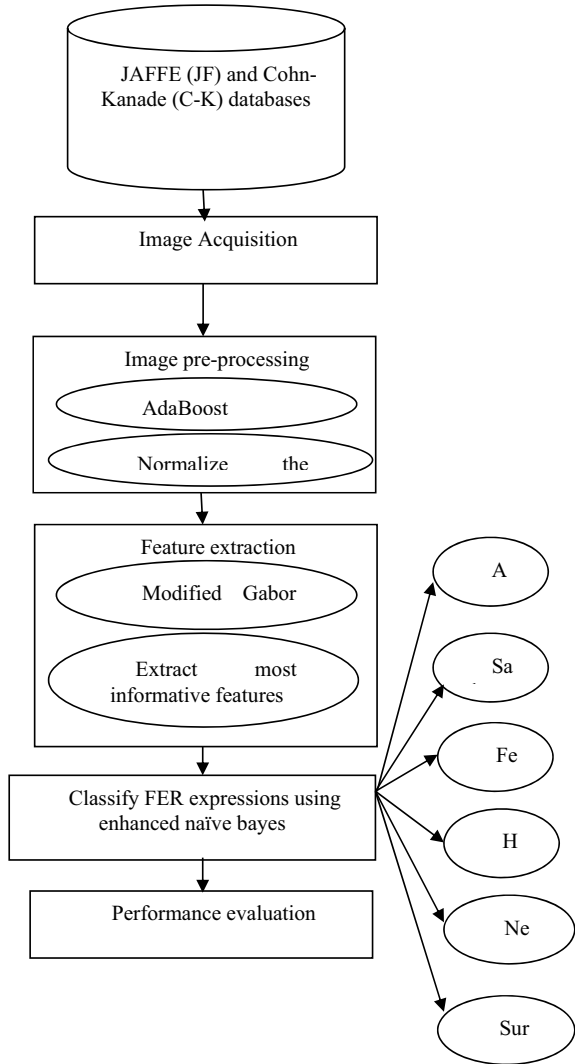 JAFFE (JF) and Cohn-
Kanade (C-K) databases
Image Acquisition
Image pre-processing
AdaBoost
Normalize the
Feature extraction
Modified Gabor
Extract most
informative features
Classify FER expressions using
enhanced naïve bayes
Performance evaluation
A
Sa
Fe
H
Ne
Sur